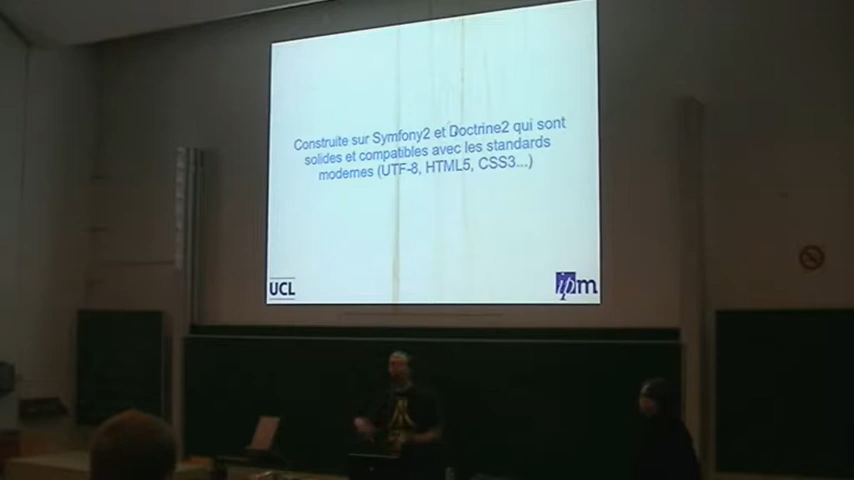 Construite sur Symfony2 et Doctrine2 qui sont
solides et compatibles avec les standards
modernes (UTF-8, HTML5, CSS3...)
UCL
ipm